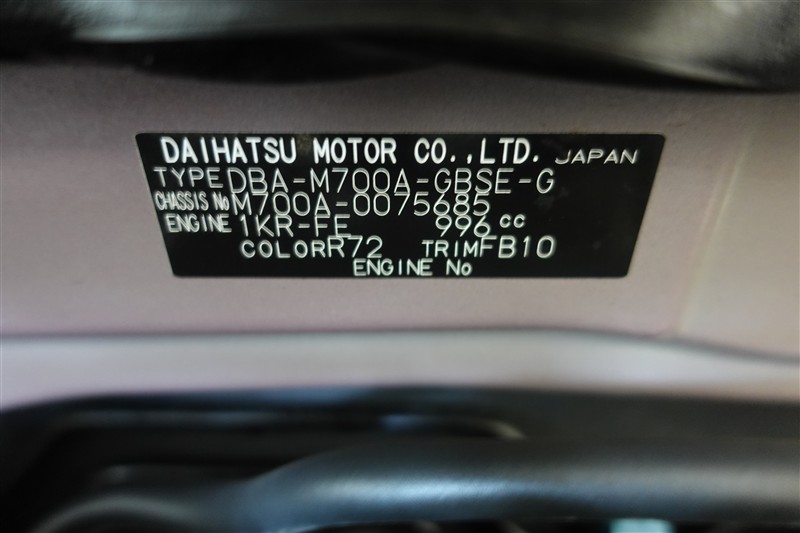 DAIHATSU MOTOR CO.,LTD. JAPAN
TYPE DBA-M700A-GBSE-G
CHASSIS No M700A-0075685
ENGINE 1KR-FE 996 cc
COLOR R72 TRIM FB10
ENGINE No